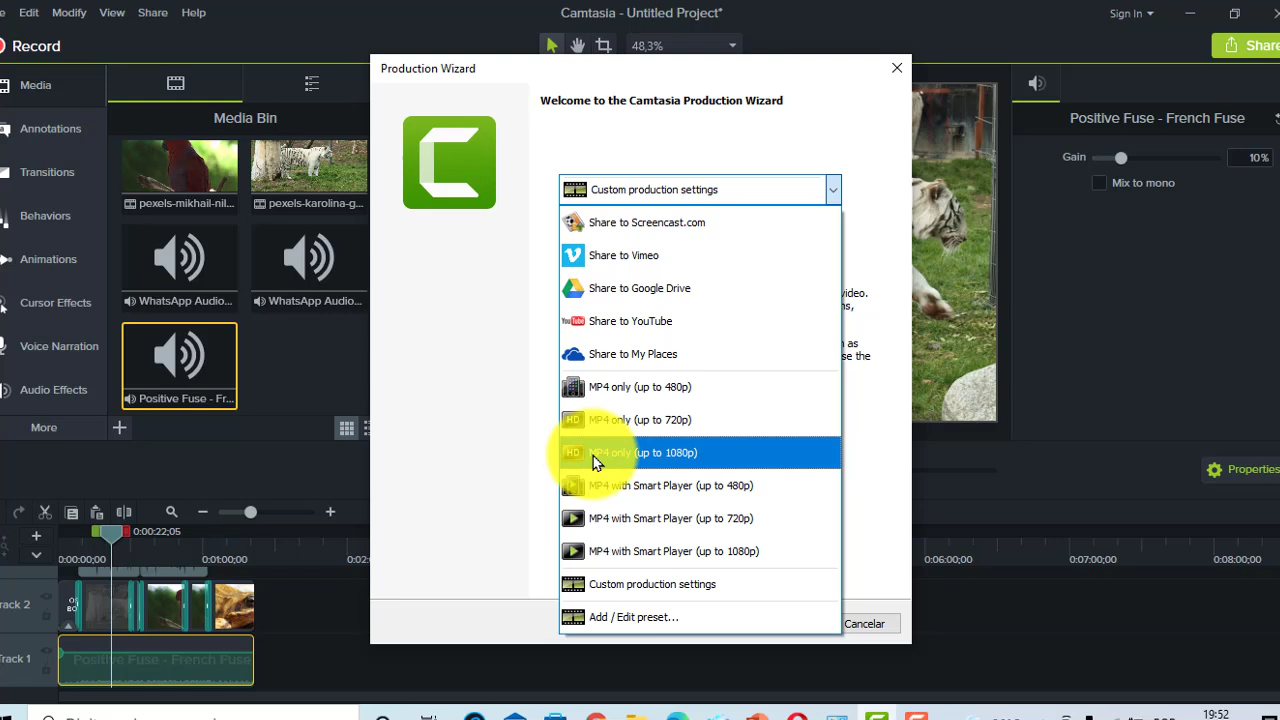 Edit Modify View Share Help
Camtasia - Untitled Project*
Sign In
Record
48,3%
Share
Media
Annotations
Transitions
Behaviors
Animations
Cursor Effects
Voice Narration
Audio Effects
More
Media Bin
pexels-mikhail-nil...
pexels-karolina-g...
WhatsApp Audio...
WhatsApp Audio...
Positive Fuse - Fr...
Production Wizard
Welcome to the Camtasia Production Wizard
Custom production settings
Share to Screencast.com
Share to Vimeo
Share to Google Drive
Share to YouTube
Share to My Places
MP4 only (up to 480p)
MP4 only (up to 720p)
MP4 only (up to 1080p)
MP4 with Smart Player (up to 480p)
MP4 with Smart Player (up to 720p)
MP4 with Smart Player (up to 1080p)
Custom production settings
Add / Edit preset...
video.
as
se the
Cancelar
Positive Fuse - French Fuse
Gain
10%
Mix to mono
Properties
0:00:22;05
0:00:00;00
00:01:00;00
00:06:00;00
00:07:00;00
00:08:00;00
Track 2
Track 1
Positive Fuse - French Fuse
19:52